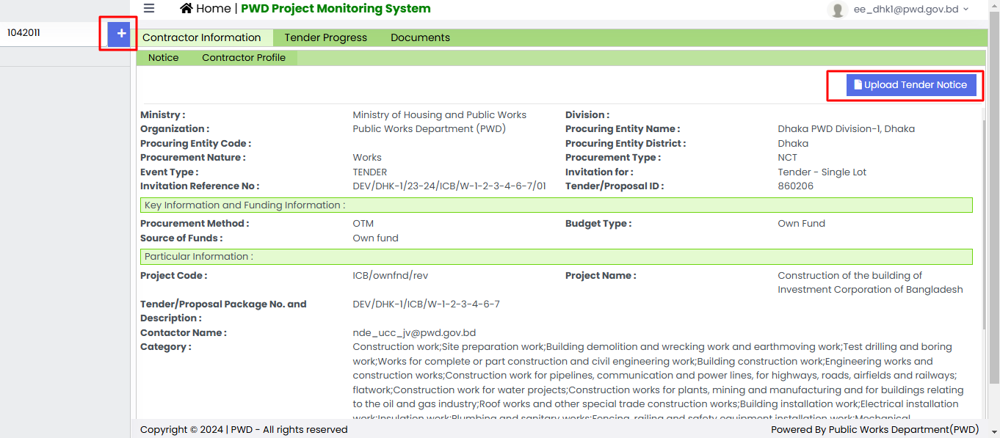 Home | PWD Project Monitoring System
ee_dhk1@pwd.gov.bd
1042011
+
Contractor Information Tender Progress Documents
Notice Contractor Profile
Upload Tender Notice
Ministry : Ministry of Housing and Public Works Division :
Organization : Public Works Department (PWD) Procuring Entity Name : Dhaka PWD Division-1, Dhaka
Procuring Entity Code : Procuring Entity District : Dhaka
Procurement Nature : Works Procurement Type : NCT
Event Type : TENDER Invitation for : Tender - Single Lot
Invitation Reference No : DEV/DHK-1/23-24/ICB/W-1-2-3-4-6-7/01 Tender/Proposal ID : 860206
Key Information and Funding Information :
Procurement Method : OTM Budget Type : Own Fund
Source of Funds : Own fund
Particular Information :
Project Code : ICB/ownfnd/rev Project Name : Construction of the building of
Investment Corporation of Bangladesh
Tender/Proposal Package No. and DEV/DHK-1/ICB/W-1-2-3-4-6-7
Description :
Contactor Name : nde_ucc_jv@pwd.gov.bd
Category : Construction work;Site preparation work;Building demolition and wrecking work and earthmoving work;Test drilling and boring
work;Works for complete or part construction and civil engineering work;Building construction work;Engineering works and
construction works;Construction work for pipelines, communication and power lines, for highways, roads, airfields and railways;
flatwork;Construction work for water projects;Construction works for plants, mining and manufacturing and for buildings relating
to the oil and gas industry;Roof works and other special trade construction works;Building installation work;Electrical installation
work;Insulation work;Plumbing and sanitary works;Fencing, railing and safety equipment installation work;Mechanical
Copyright © 2024 | PWD - All rights reserved Powered By Public Works Department(PWD)